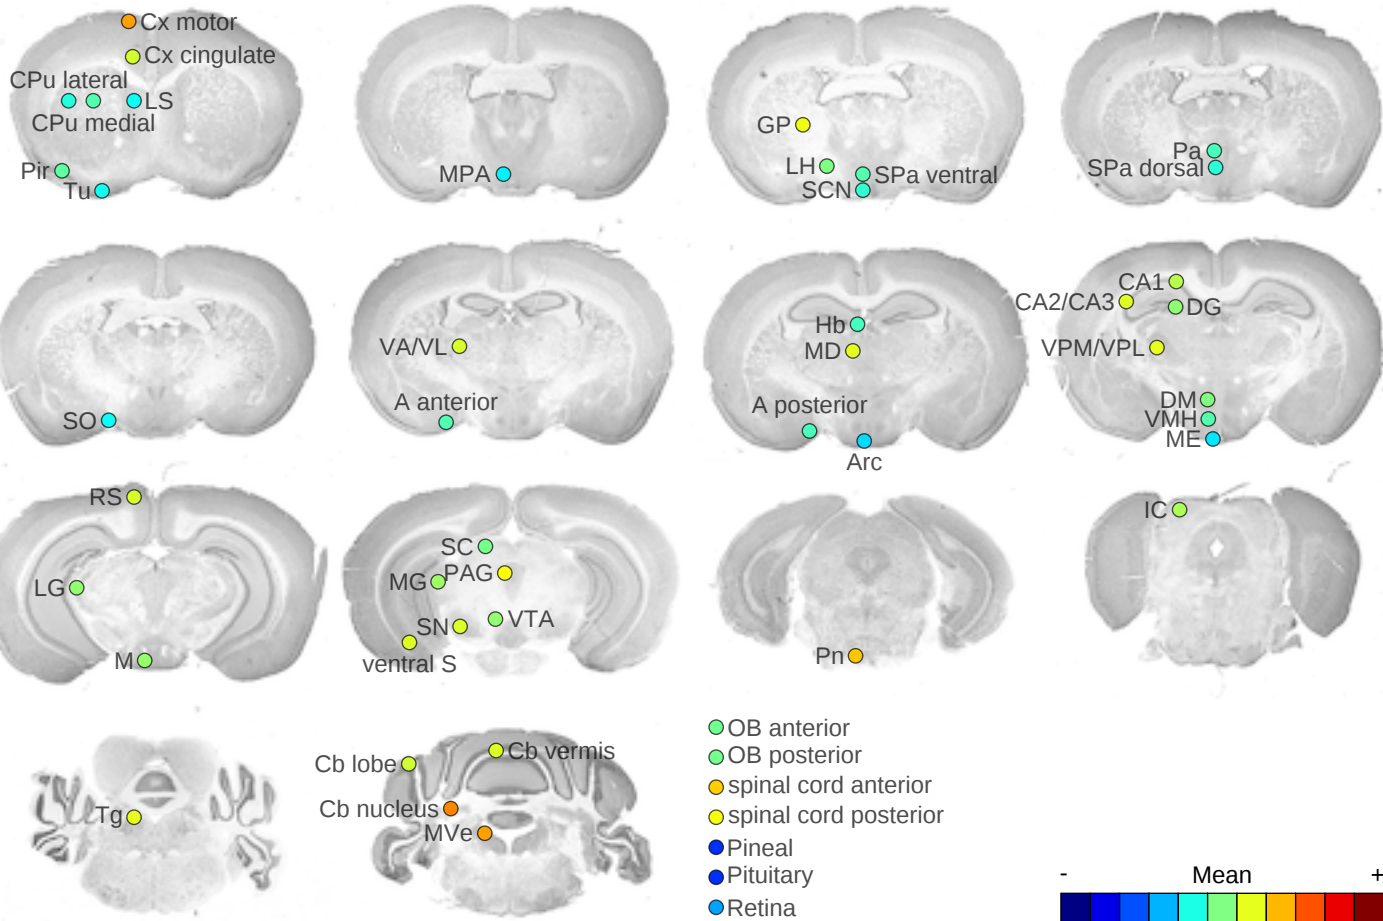 Cx motor
Cx cingulate
CPu lateral
LS
CPu medial
Pir
Tu
MPA
GP
LH
SPa ventral
SCN
Pa
SPa dorsal
SO
VA/VL
A anterior
Hb
MD
A posterior
Arc
CA1
CA2/CA3
DG
VPM/VPL
DM
VMH
ME
RS
LG
M
SC
MG
PAG
SN
VTA
ventral S
Pn
IC
Tg
Cb lobe
Cb vermis
Cb nucleus
MVe
OB anterior
OB posterior
spinal cord anterior
spinal cord posterior
Pineal
Pituitary
Retina
- Mean +